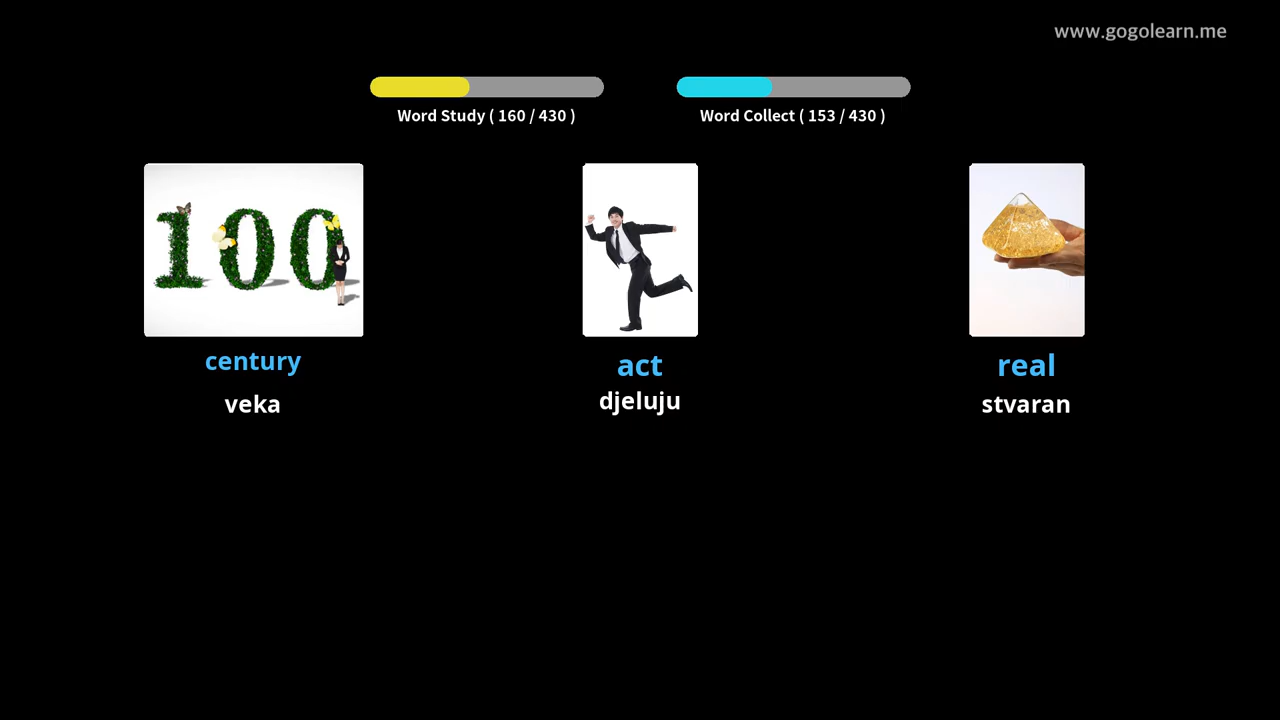 www.gogolearn.me
Word Study ( 160 / 430 )
Word Collect ( 153 / 430 )
100
century
act
real
veka
djeluju
stvaran